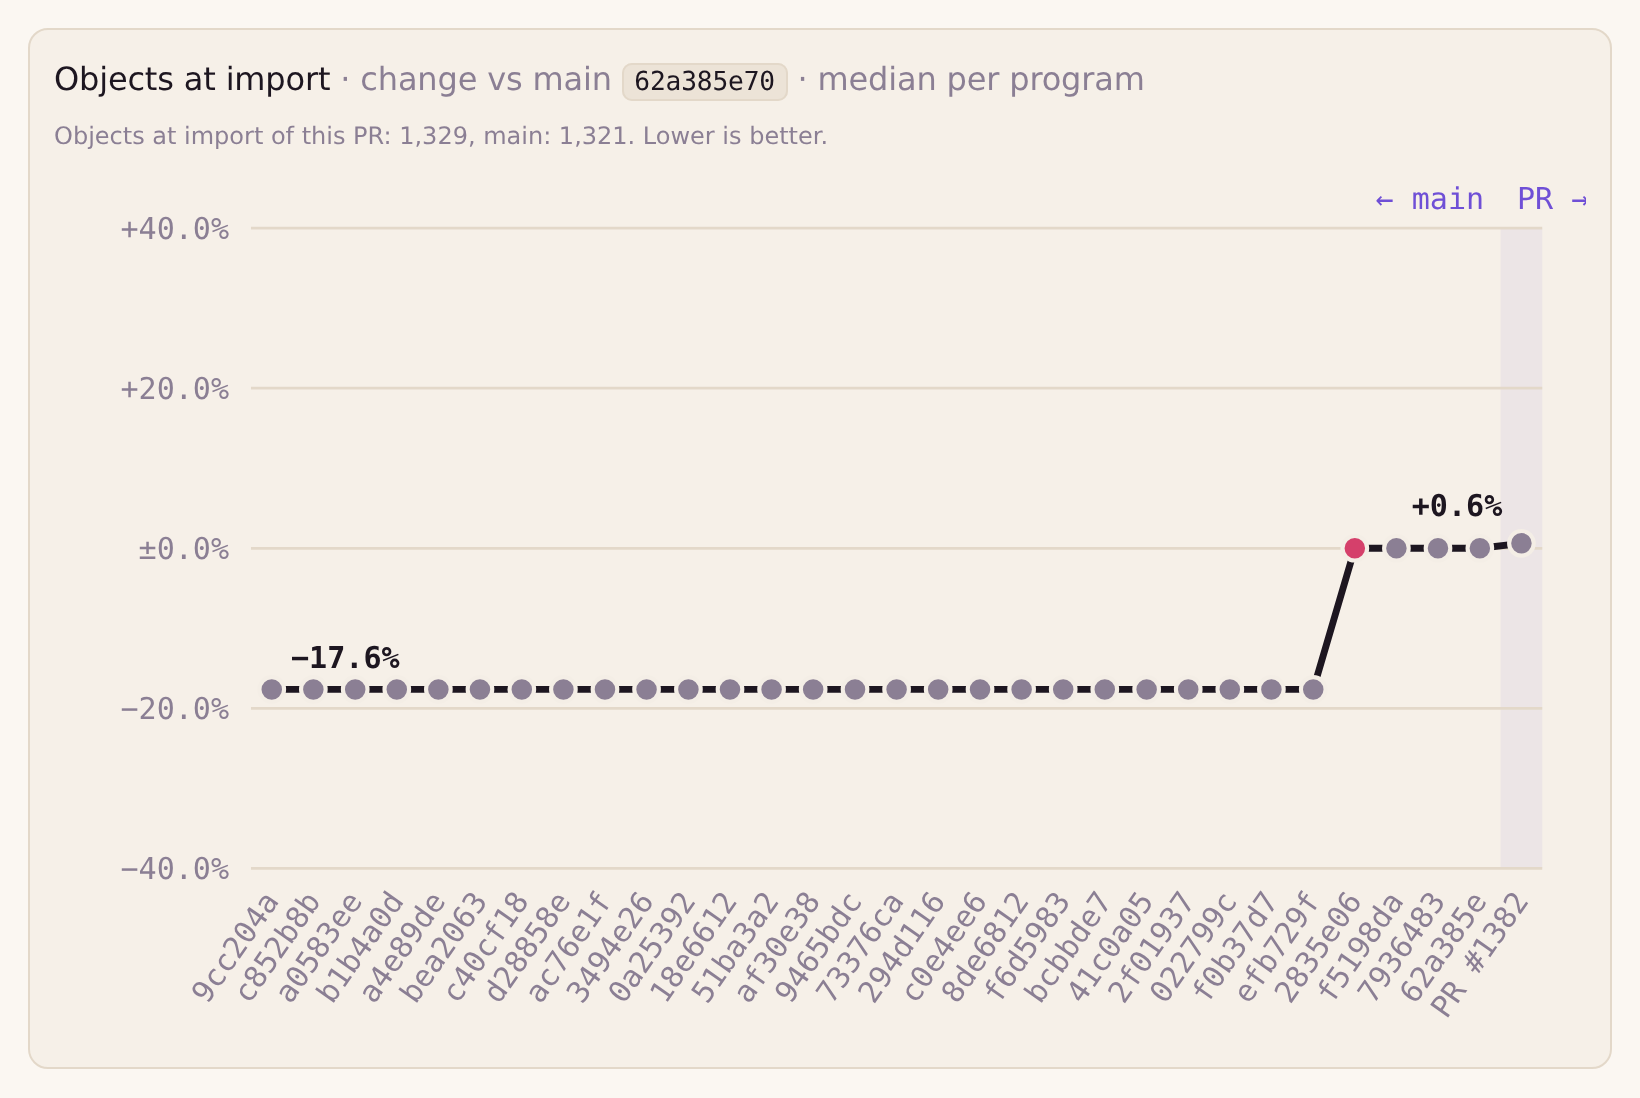 Objects at import · change vs main 62a385e70 · median per program
Objects at import of this PR: 1,329, main: 1,321. Lower is better.
← main PR →
+40.0%
+20.0%
±0.0%
−20.0%
−40.0%
−17.6%
+0.6%
9cc204a
c852b8b
a0583ee
b1b4a0d
a4e89de
bea2063
c40cf18
d28858e
ac76e1f
3494e26
0a25392
18e6612
51ba3a2
af30e38
9465bdc
73376ca
294d116
c0e4ee6
8de6812
f6d5983
bcbbde7
41c0a05
2f01937
022799c
f0b37d7
efb729f
2835e06
f5198da
7936483
62a385e
PR #1382